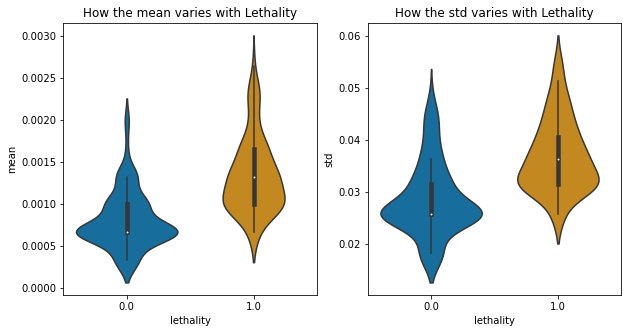 How the mean varies with Lethality
0.0030
0.0025
0.0020
0.0015
0.0010
0.0005
0.0000
mean
0.0
1.0
lethality
How the std varies with Lethality
0.06
0.05
0.04
0.03
0.02
std
0.0
1.0
lethality